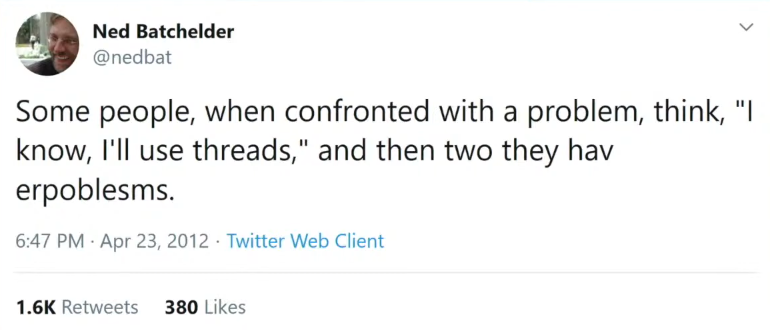 Ned Batchelder
@nedbat
Some people, when confronted with a problem, think, "I
know, I'll use threads," and then two they hav
erpoblesms.
6:47 PM · Apr 23, 2012 · Twitter Web Client
1.6K Retweets 380 Likes